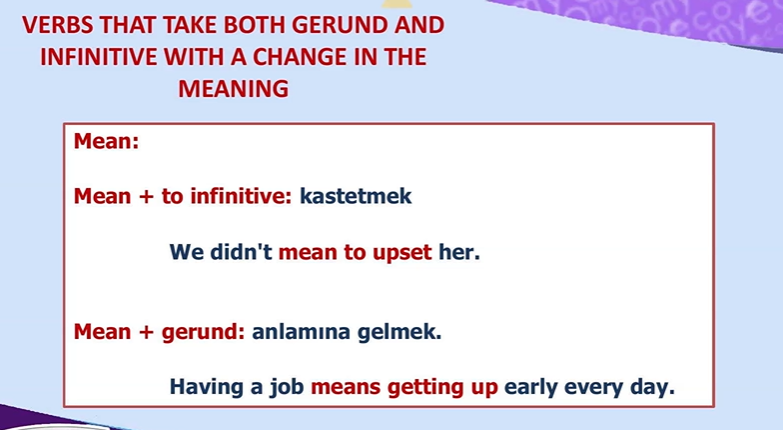 VERBS THAT TAKE BOTH GERUND AND
INFINITIVE WITH A CHANGE IN THE
MEANING
Mean:
Mean + to infinitive: kastetmek
We didn't mean to upset her.
Mean + gerund: anlamına gelmek.
Having a job means getting up early every day.